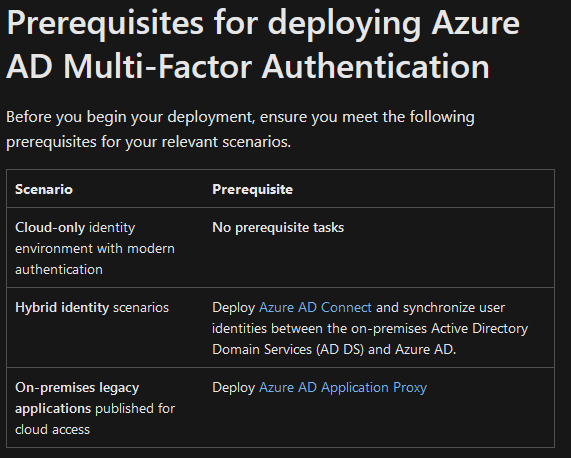 Prerequisites for deploying Azure
AD Multi-Factor Authentication
Before you begin your deployment, ensure you meet the following
prerequisites for your relevant scenarios.
Scenario
Prerequisite
Cloud-only identity
environment with modern
authentication
No prerequisite tasks
Hybrid identity scenarios
Deploy Azure AD Connect and synchronize user
identities between the on-premises Active Directory
Domain Services (AD DS) and Azure AD.
On-premises legacy
applications published for
cloud access
Deploy Azure AD Application Proxy